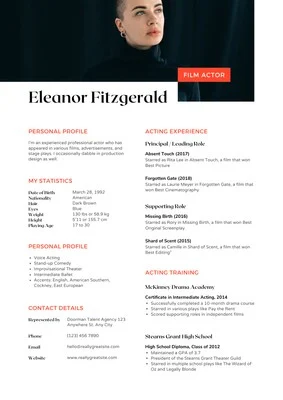 FILM ACTOR
Eleanor Fitzgerald
PERSONAL PROFILE
I'm an experienced professional actor who has
appeared in various films, advertisements, and
stage plays. I occasionally dabble in production
design as well.
MY STATISTICS
Date of Birth March 28, 1992
Nationality American
Hair Dark Brown
Eyes Blue
Weight 130 lbs or 58.9 kg
Height 5'11 or 155.7 cm
Playing Age 17 to 30
PERSONAL PROFILE
• Voice Acting
• Stand-up Comedy
• Improvisational Theater
• Intermediate Ballet
• Accents: English, American Southern,
Cockney, East European
CONTACT DETAILS
Represented by Doorman Talent Agency 123
Anywhere St. Any City
Phone (123) 456 7890
Email hello@reallygreatsite.com
Website www.reallygreatsite.com
ACTING EXPERIENCE
Principal / Leading Role
Absent Touch (2017)
Starred as Rita Lee in Absent Touch, a film that won
Best Picture
Forgotten Gate (2018)
Starred as Laurie Meyer in Forgotten Gate, a film that
won Best Cinematography
Supporting Role
Missing Birth (2016)
Starred as Rory in Missing Birth, a film that won Best
Original Screenplay
Shard of Scent (2015)
Starred as Camille in Shard of Scent, a film that won
Best Editing"
ACTING TRAINING
McKinney Drama Academy
Certificate in Intermediate Acting, 2014
• Successfully completed a 10-month drama course
• Starred in various plays like Pay the Rent
• Scored supporting roles in independent films
Stearns Grant High School
High School Diploma, Class of 2012
• Maintained a GPA of 3.7
• President of the Stearns Grant Theater Guild
• Starred in multiple school plays like The Wizard of
Oz and Legally Blonde